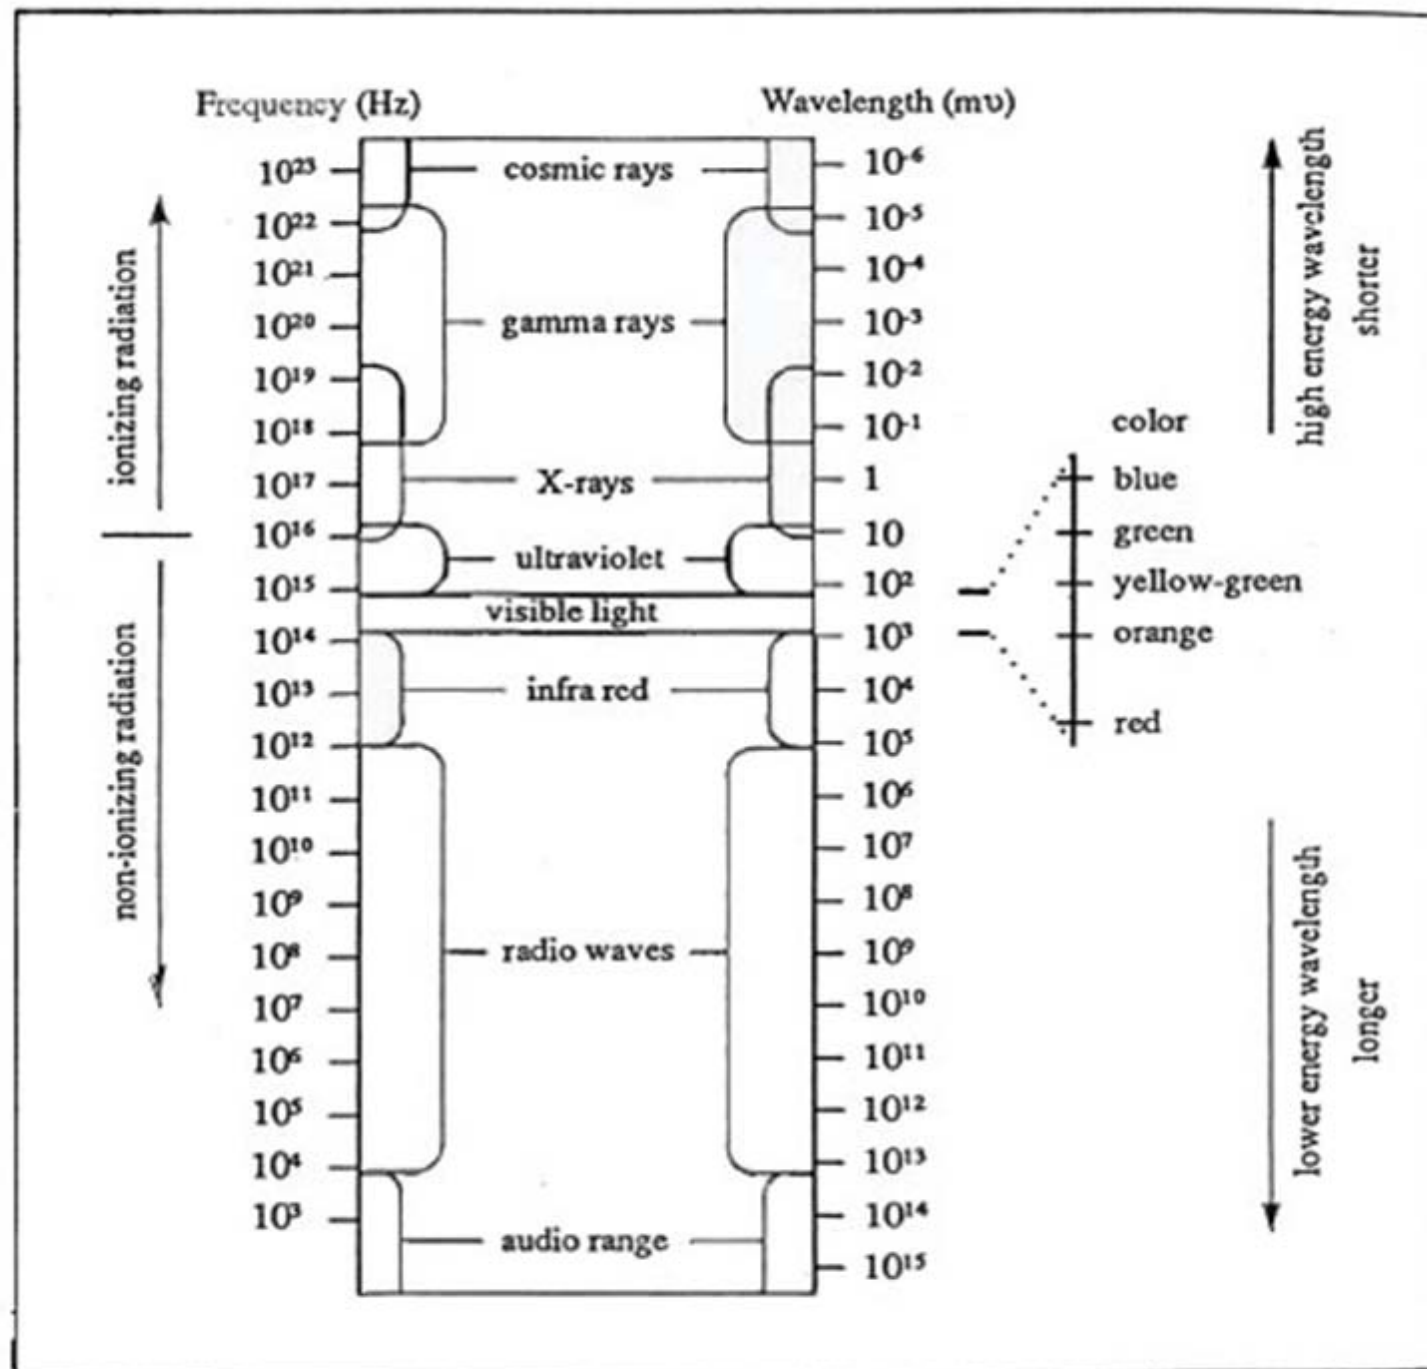 Frequency (Hz)
Wavelength (mυ)
10²³
cosmic rays
10⁻⁶
10²²
10⁻⁵
10²¹
10⁻⁴
10²⁰
gamma rays
10⁻³
10¹⁹
10⁻²
10¹⁸
10⁻¹
10¹⁷
X-rays
1
10¹⁶
10
ultraviolet
10¹⁵
10²
visible light
10¹⁴
10³
10¹³
infra red
10⁴
10¹²
10⁵
10¹¹
10⁶
10¹⁰
10⁷
10⁹
10⁸
10⁸
radio waves
10⁹
10⁷
10¹⁰
10⁶
10¹¹
10⁵
10¹²
10⁴
10¹³
10³
10¹⁴
audio range
10¹⁵
ionizing radiation
non-ionizing radiation
color
blue
green
yellow-green
orange
red
high energy wavelength
shorter
lower energy wavelength
longer